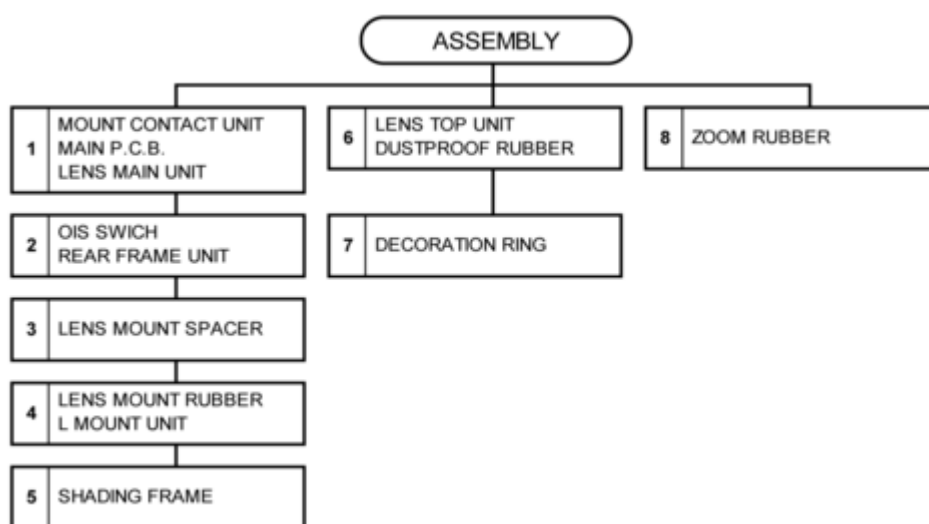 ASSEMBLY
1
MOUNT CONTACT UNIT
MAIN P.C.B.
LENS MAIN UNIT
2
OIS SWICH
REAR FRAME UNIT
3
LENS MOUNT SPACER
4
LENS MOUNT RUBBER
L MOUNT UNIT
5
SHADING FRAME
6
LENS TOP UNIT
DUSTPROOF RUBBER
7
DECORATION RING
8
ZOOM RUBBER